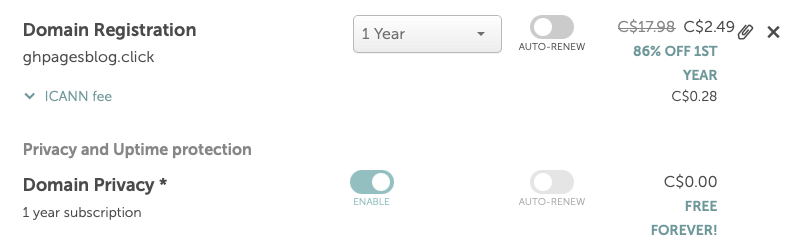 Domain Registration
1 Year
C$17.98 C$2.49
AUTO-RENEW
ghpagesblog.click
86% OFF 1ST
YEAR
ICANN fee
C$0.28
Privacy and Uptime protection
Domain Privacy *
C$0.00
ENABLE
AUTO-RENEW
FREE
FOREVER!
1 year subscription